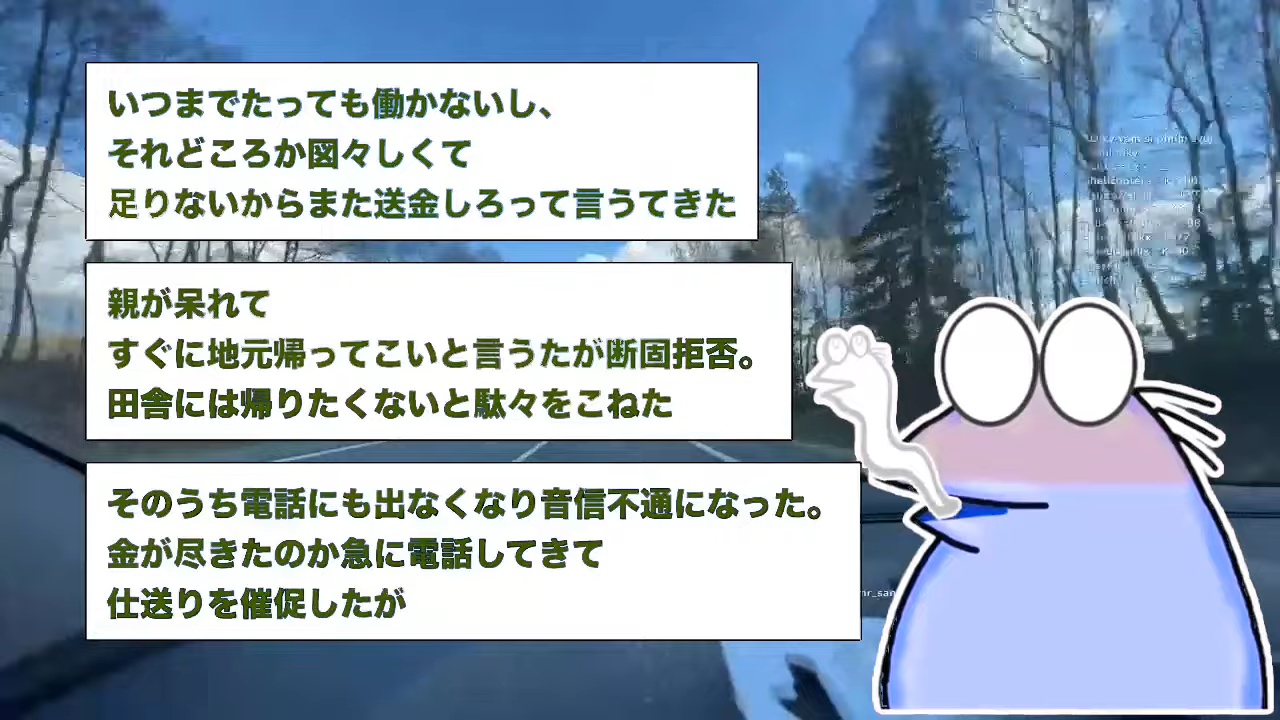 いつまでたっても働かないし、
それどころか図々しくて
足りないからまた送金しろって言うてきた
親が呆れて
すぐに地元帰ってこいと言うたが断固拒否。
田舎には帰りたくないと駄々をこねた
そのうち電話にも出なくなり音信不通になった。
金が尽きたのか急に電話してきて
仕送りを催促したが